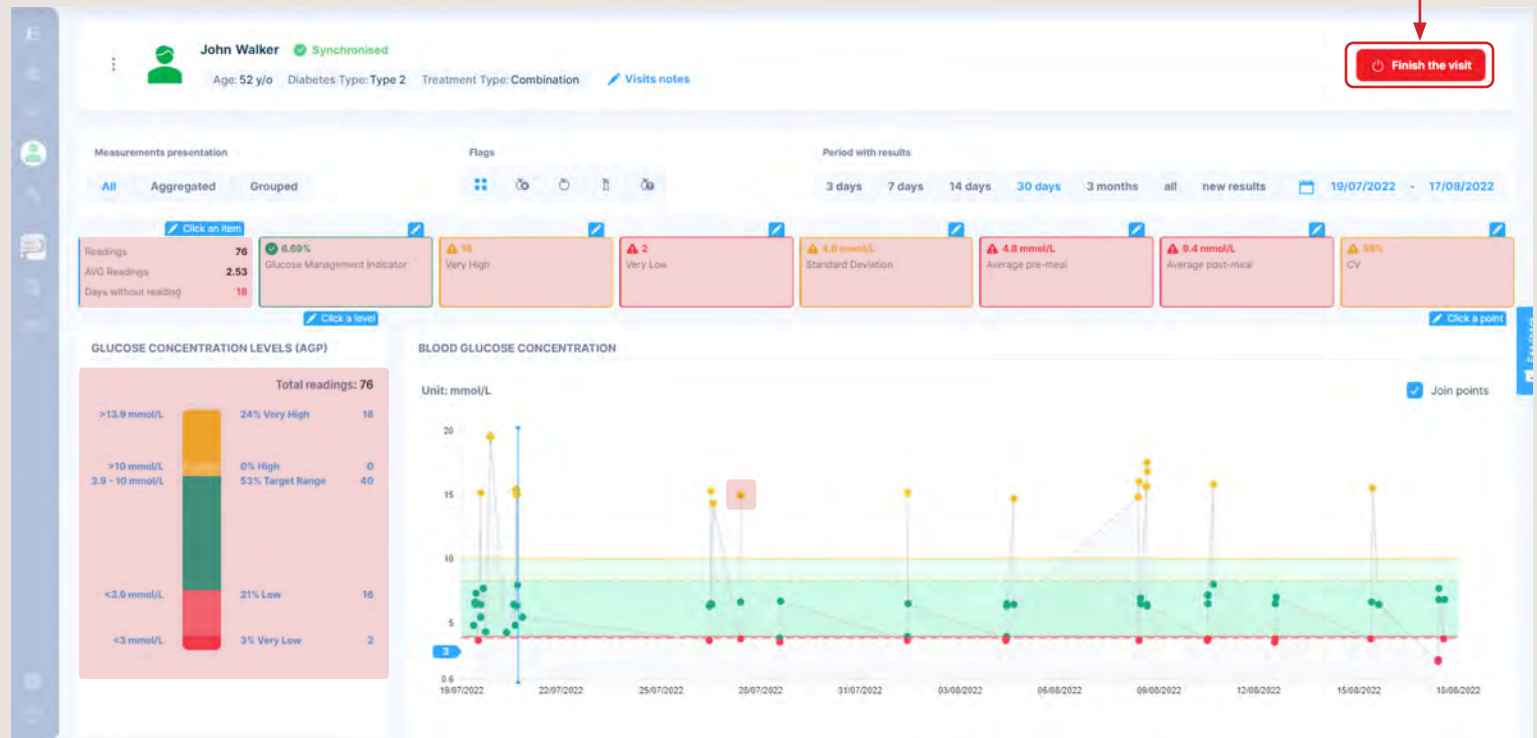 John Walker Synchronised
Finish the visit
Age: 52 y/o Diabetes Type: Type 2 Treatment Type: Combination Visits notes
Measurements presentation Flags Period with results
All Aggregated Grouped 3 days 7 days 14 days 30 days 3 months all new results 19/07/2022 - 17/08/2022
Click an item
Readings 76
AVG Readings 2.53
Days without reading 18
6.69%
Glucose Management Indicator
18
Very High
2
Very Low
4.6 mmol/L
Standard Deviation
4.8 mmol/L
Average pre-meal
9.4 mmol/L
Average post-meal
CV
Click a level
Click a point
GLUCOSE CONCENTRATION LEVELS (AGP)
Total readings: 76
>13.9 mmol/L 24% Very High 18
>10 mmol/L 0% High 0
3.9 - 10 mmol/L 53% Target Range 40
<3.9 mmol/L 21% Low 16
<3 mmol/L 3% Very Low 2
BLOOD GLUCOSE CONCENTRATION
Unit: mmol/L Join points
20
15
10
5
3
0.6
19/07/2022 22/07/2022 25/07/2022 28/07/2022 31/07/2022 03/08/2022 06/08/2022 09/08/2022 12/08/2022 15/08/2022 18/08/2022